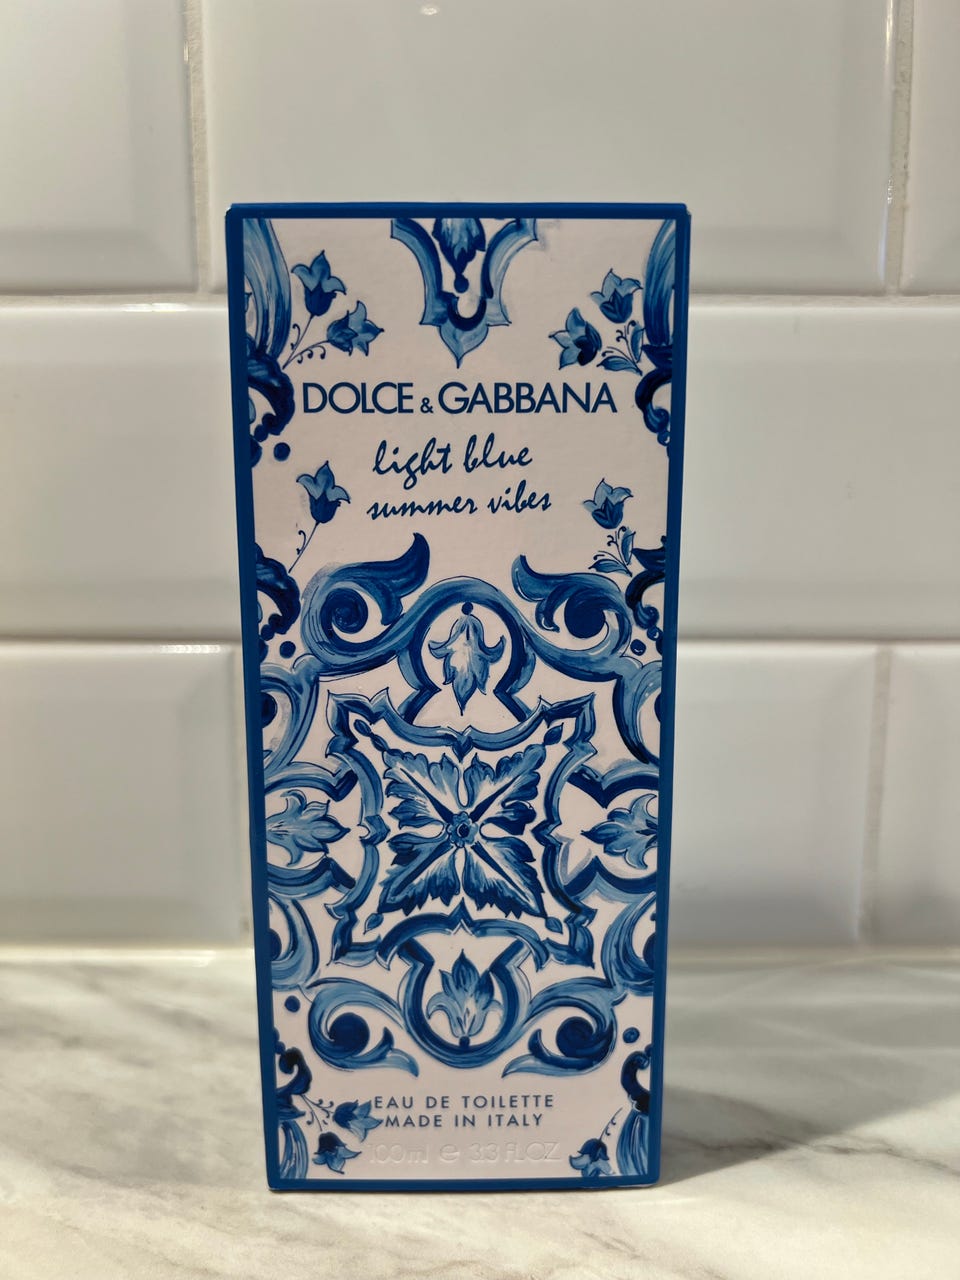 DOLCE & GABBANA
light blue
summer vibes
EAU DE TOILETTE
MADE IN ITALY
100ml e 3.3 FL.OZ.